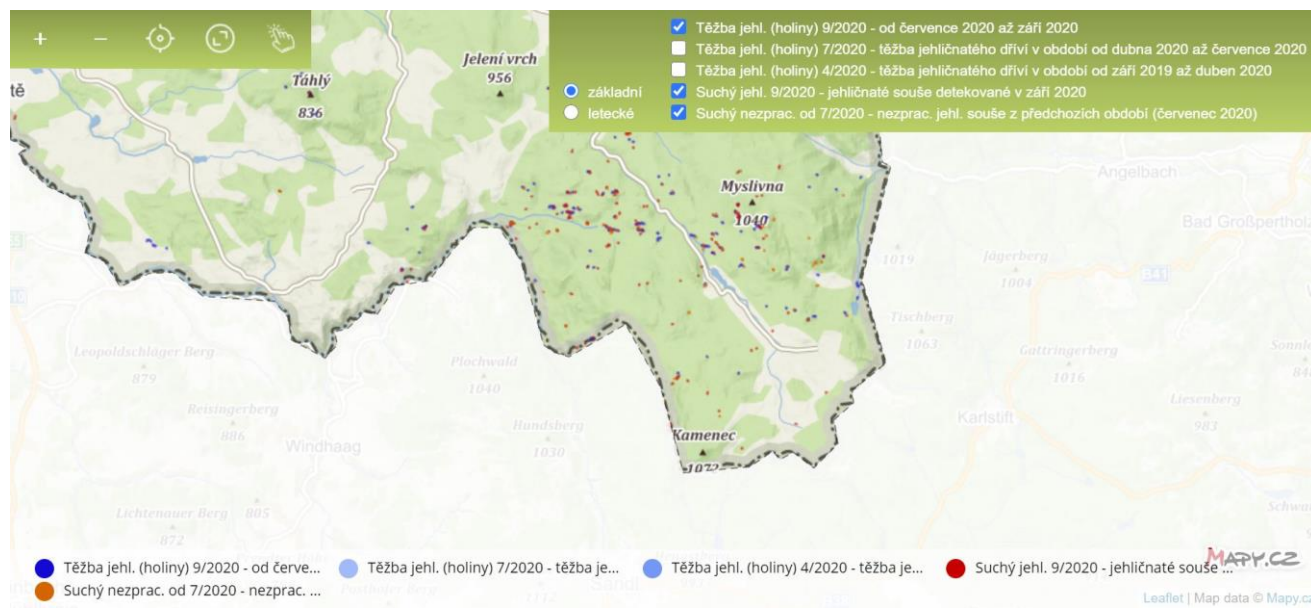 Těžba jehl. (holiny) 9/2020 - od července 2020 až září 2020
Těžba jehl. (holiny) 7/2020 - těžba jehličnatého dříví v období od dubna 2020 až července 2020
Těžba jehl. (holiny) 4/2020 - těžba jehličnatého dříví v období od září 2019 až duben 2020
základní
Suchý jehl. 9/2020 - jehličnaté souše detekované v září 2020
letecké
Suchý nezprac. od 7/2020 - nezprac. jehl. souše z předchozích období (červenec 2020)
+
−
Jelení vrch
956
Táhlý
836
tě
Angelbach
Myslivna
1040
Bad Großpertholz
1019
Jägerberg
1004
B41
Tischberg
1063
Leopoldschläger Berg
879
Plochwald
1040
Gattringerberg
1016
Reisingerberg
886
Windhaag
Hundsberg
1030
Karlstift
Liesenberg
983
Kamenec
1072
Lichtenauer Berg
872
805
Mapy.cz
Těžba jehl. (holiny) 9/2020 - od červe...
Těžba jehl. (holiny) 7/2020 - těžba je...
Těžba jehl. (holiny) 4/2020 - těžba je...
Suchý jehl. 9/2020 - jehličnaté souše ...
Suchý nezprac. od 7/2020 - nezprac. ...
Sandl
Leaflet | Map data © Mapy.cz